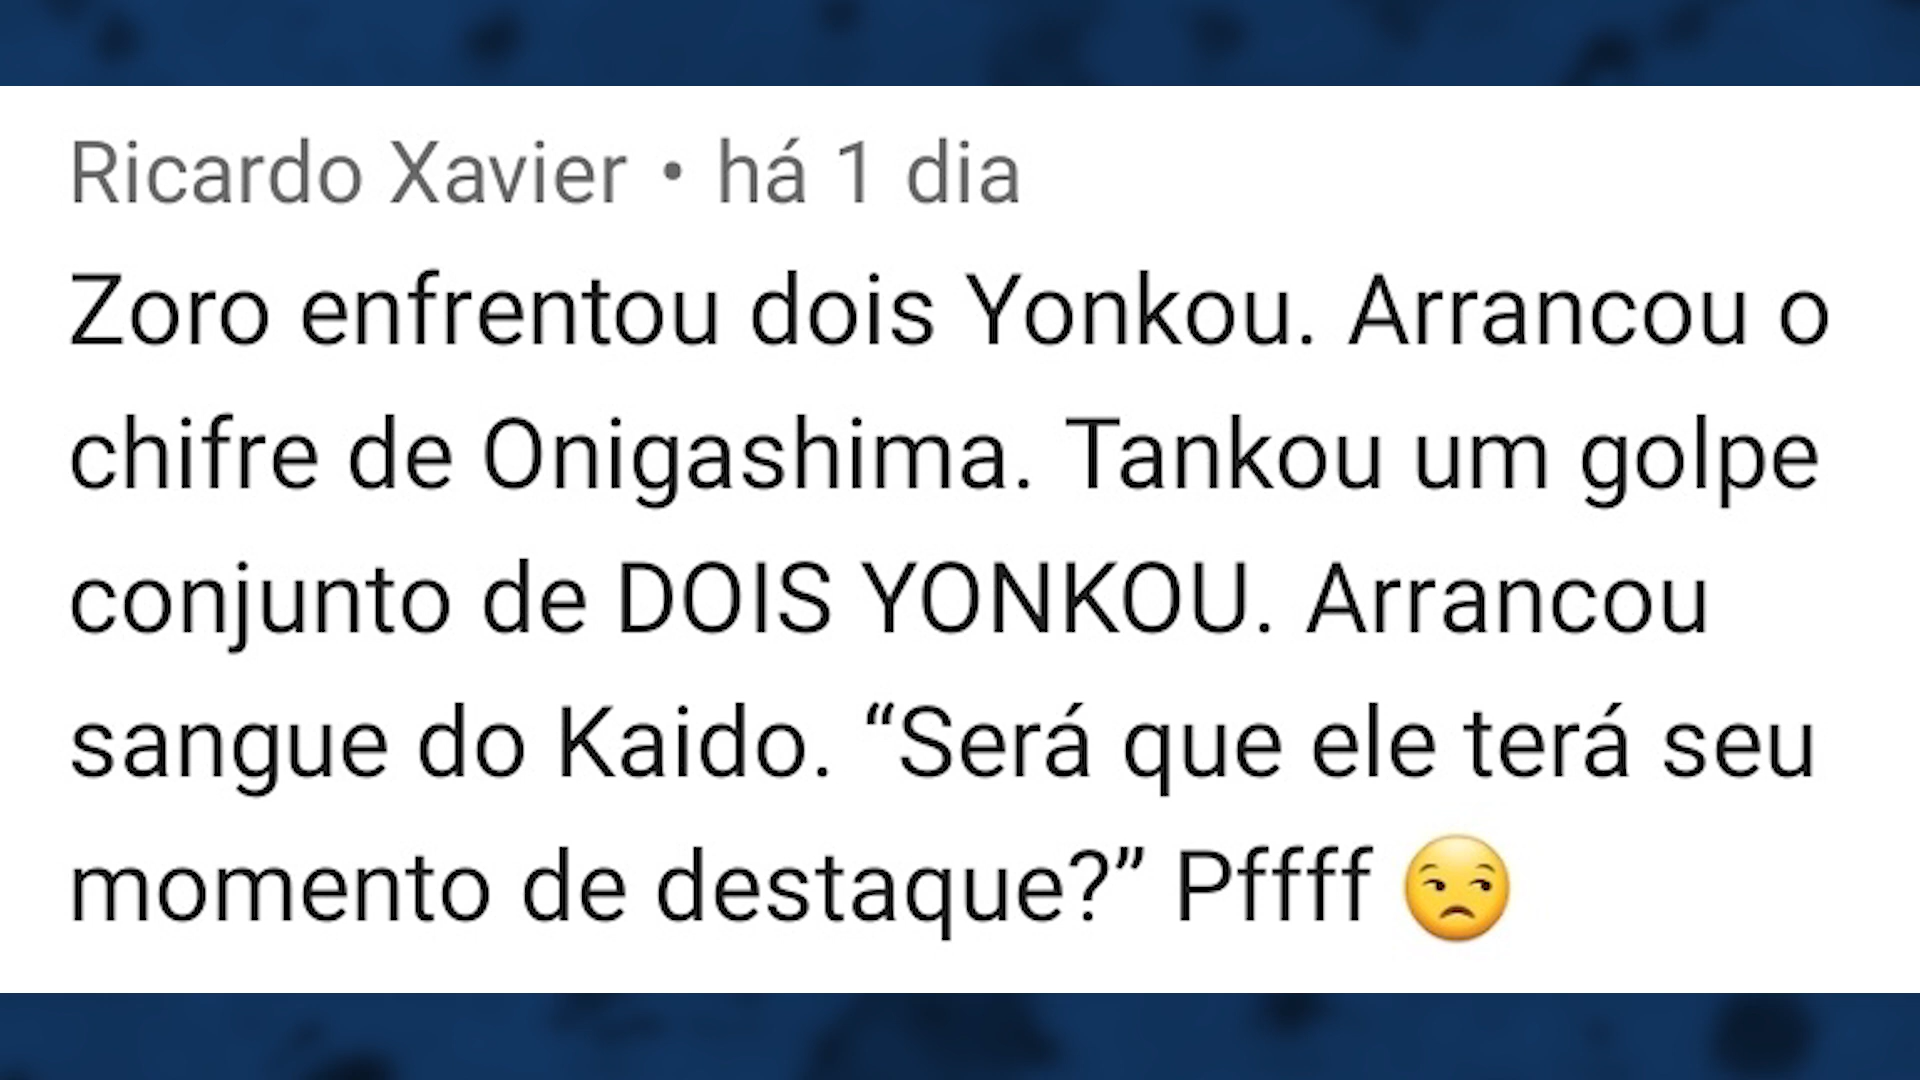 Ricardo Xavier • há 1 dia
Zoro enfrentou dois Yonkou. Arrancou o
chifre de Onigashima. Tankou um golpe
conjunto de DOIS YONKOU. Arrancou
sangue do Kaido. “Será que ele terá seu
momento de destaque?” Pffff 😒